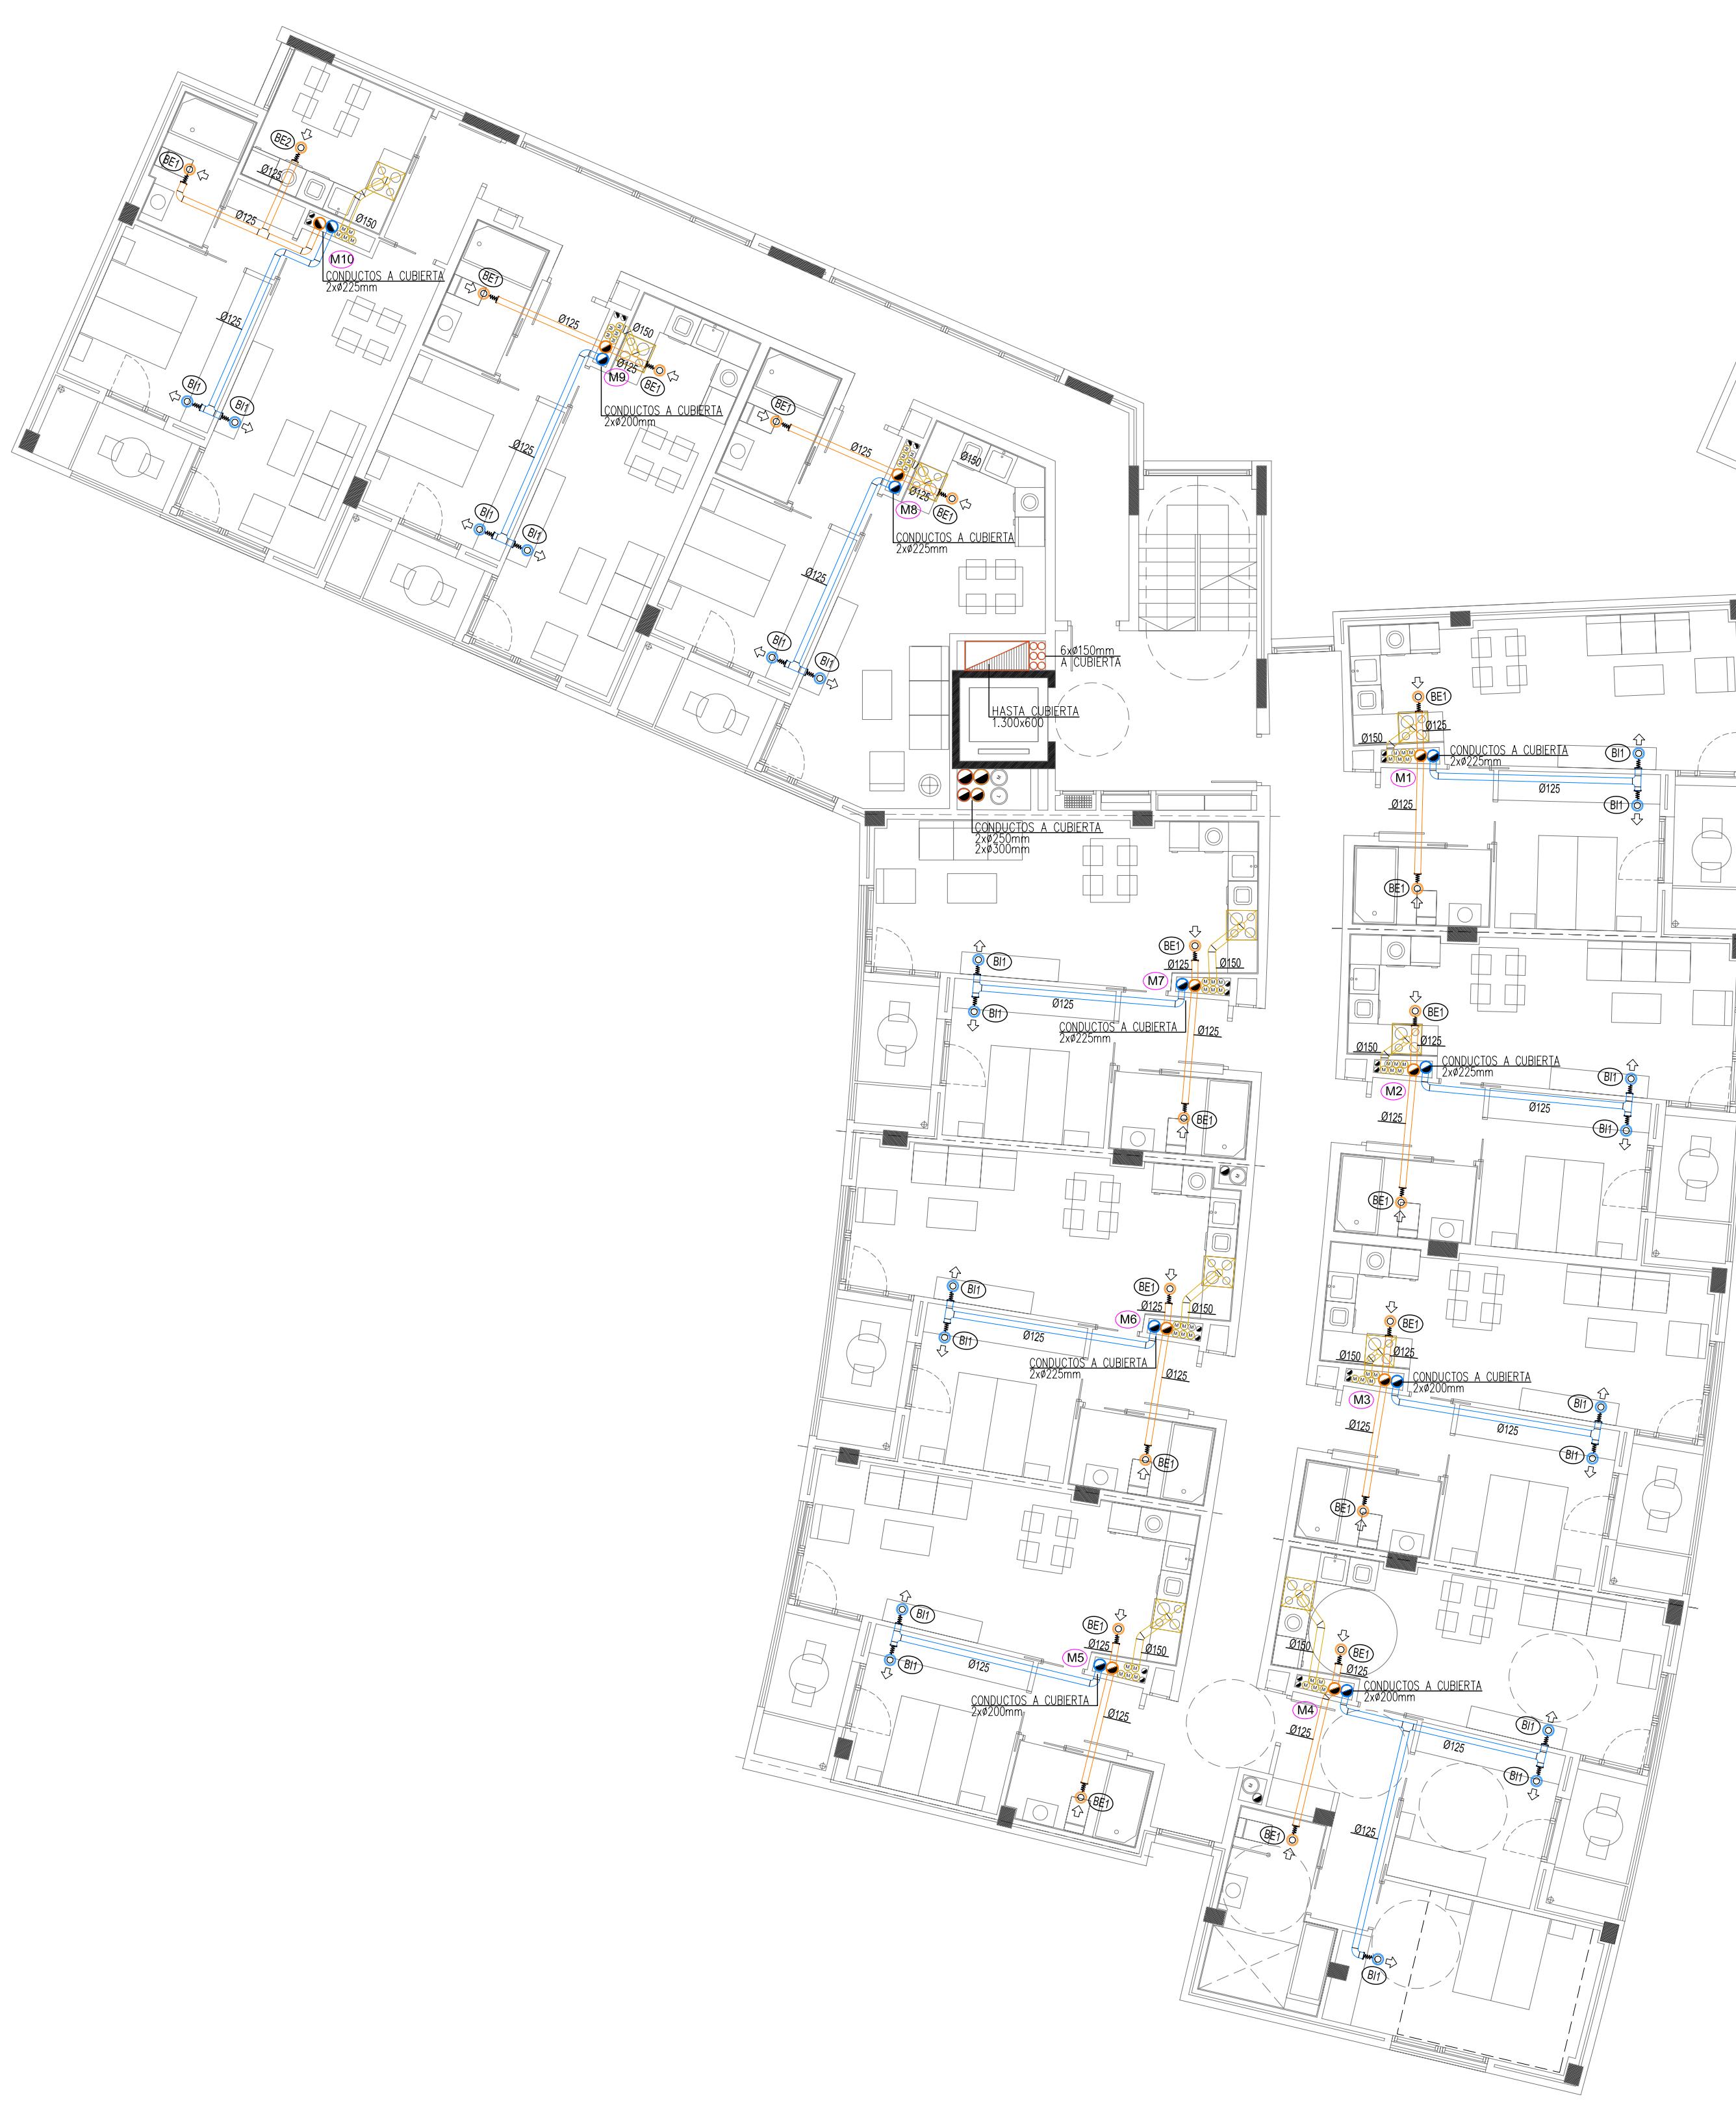 BE2
BE1
Ø125
Ø125
Ø150
M10
CONDUCTOS A CUBIERTA
2xø225mm
Ø125
BI1
BI1
BE1
Ø125
Ø150
Ø125
BE1
M9
CONDUCTOS A CUBIERTA
2xø200mm
Ø125
BI1
BI1
BE1
Ø125
Ø150
Ø125
BE1
M8
CONDUCTOS A CUBIERTA
2xø225mm
Ø125
BI1
BI1
6xø150mm
A CUBIERTA
HASTA CUBIERTA
1.300x600
CONDUCTOS A CUBIERTA
2xø250mm
2xø300mm
BE1
Ø125
Ø150
CONDUCTOS A CUBIERTA
2xø225mm
M1
BI1
Ø125
BI1
Ø125
BE1
BE1
Ø125
Ø150
M7
BI1
Ø125
BI1
CONDUCTOS A CUBIERTA
2xø225mm
Ø125
BE1
BE1
Ø125
Ø150
CONDUCTOS A CUBIERTA
2xø225mm
M2
BI1
Ø125
BI1
Ø125
BE1
BE1
Ø125
Ø150
M6
BI1
Ø125
BI1
CONDUCTOS A CUBIERTA
2xø225mm
Ø125
BE1
BE1
Ø125
Ø150
CONDUCTOS A CUBIERTA
2xø200mm
M3
BI1
Ø125
BI1
Ø125
BE1
BE1
Ø125
Ø150
M5
BI1
Ø125
BI1
CONDUCTOS A CUBIERTA
2xø200mm
Ø125
BE1
Ø150
BE1
Ø125
CONDUCTOS A CUBIERTA
2xø200mm
M4
BI1
Ø125
BI1
Ø125
Ø125
BE1
BI1